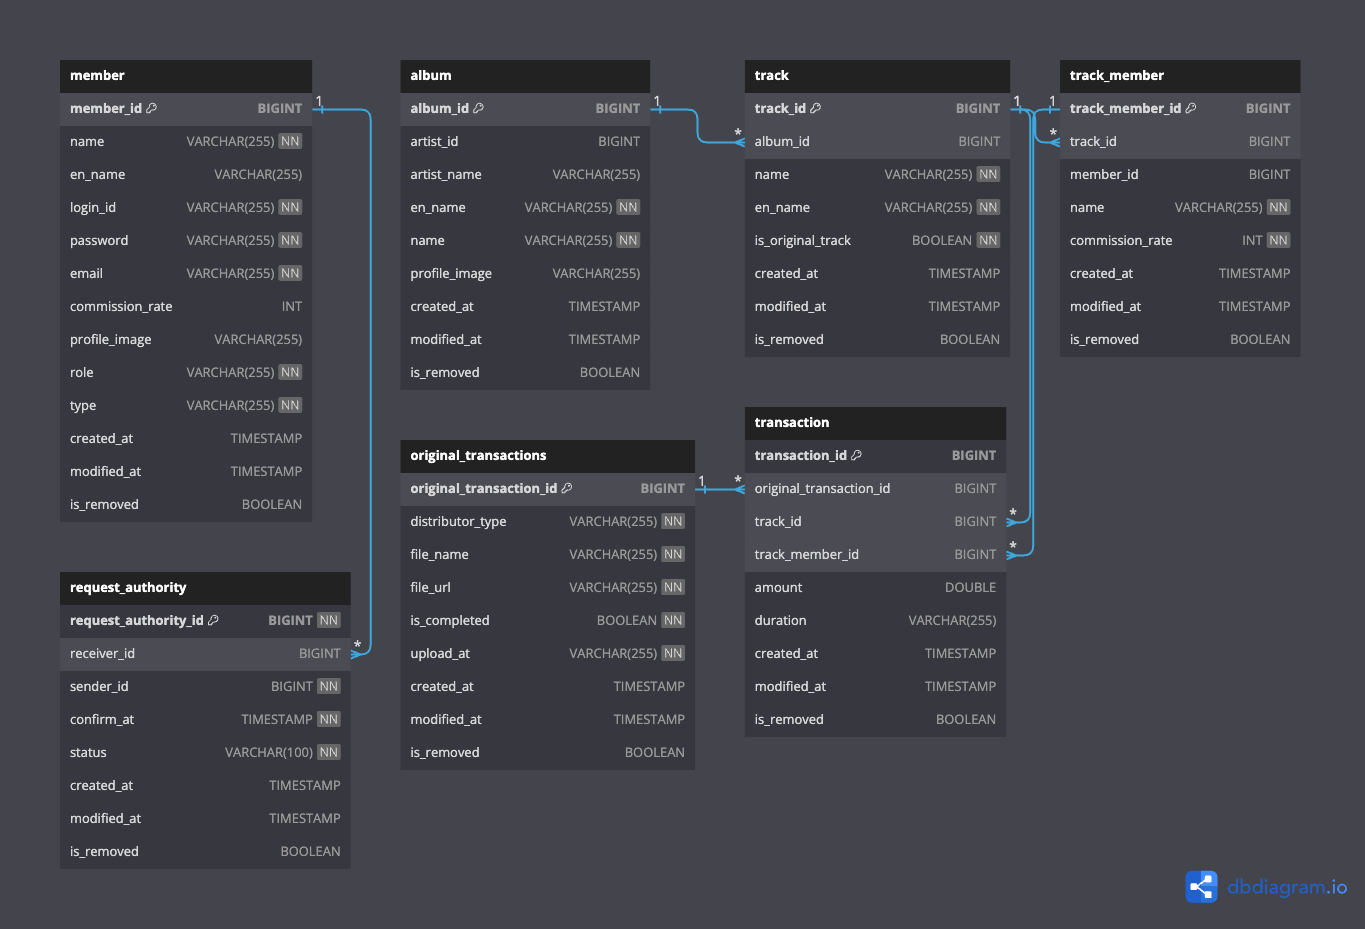 member
member_id BIGINT
name VARCHAR(255) NN
en_name VARCHAR(255)
login_id VARCHAR(255) NN
password VARCHAR(255) NN
email VARCHAR(255) NN
commission_rate INT
profile_image VARCHAR(255)
role VARCHAR(255) NN
type VARCHAR(255) NN
created_at TIMESTAMP
modified_at TIMESTAMP
is_removed BOOLEAN
1
album
album_id BIGINT
artist_id BIGINT
artist_name VARCHAR(255)
en_name VARCHAR(255) NN
name VARCHAR(255) NN
profile_image VARCHAR(255)
created_at TIMESTAMP
modified_at TIMESTAMP
is_removed BOOLEAN
1
*
track
track_id BIGINT
album_id BIGINT
name VARCHAR(255) NN
en_name VARCHAR(255) NN
is_original_track BOOLEAN NN
created_at TIMESTAMP
modified_at TIMESTAMP
is_removed BOOLEAN
1
1
*
track_member
track_member_id BIGINT
track_id BIGINT
member_id BIGINT
name VARCHAR(255) NN
commission_rate INT NN
created_at TIMESTAMP
modified_at TIMESTAMP
is_removed BOOLEAN
request_authority
request_authority_id BIGINT NN
receiver_id BIGINT
*
sender_id BIGINT NN
confirm_at TIMESTAMP NN
status VARCHAR(100) NN
created_at TIMESTAMP
modified_at TIMESTAMP
is_removed BOOLEAN
original_transactions
original_transaction_id BIGINT
1
*
distributor_type VARCHAR(255) NN
file_name VARCHAR(255) NN
file_url VARCHAR(255) NN
is_completed BOOLEAN NN
upload_at VARCHAR(255) NN
created_at TIMESTAMP
modified_at TIMESTAMP
is_removed BOOLEAN
transaction
transaction_id BIGINT
original_transaction_id BIGINT
track_id BIGINT
*
track_member_id BIGINT
*
amount DOUBLE
duration VARCHAR(255)
created_at TIMESTAMP
modified_at TIMESTAMP
is_removed BOOLEAN
dbdiagram.io